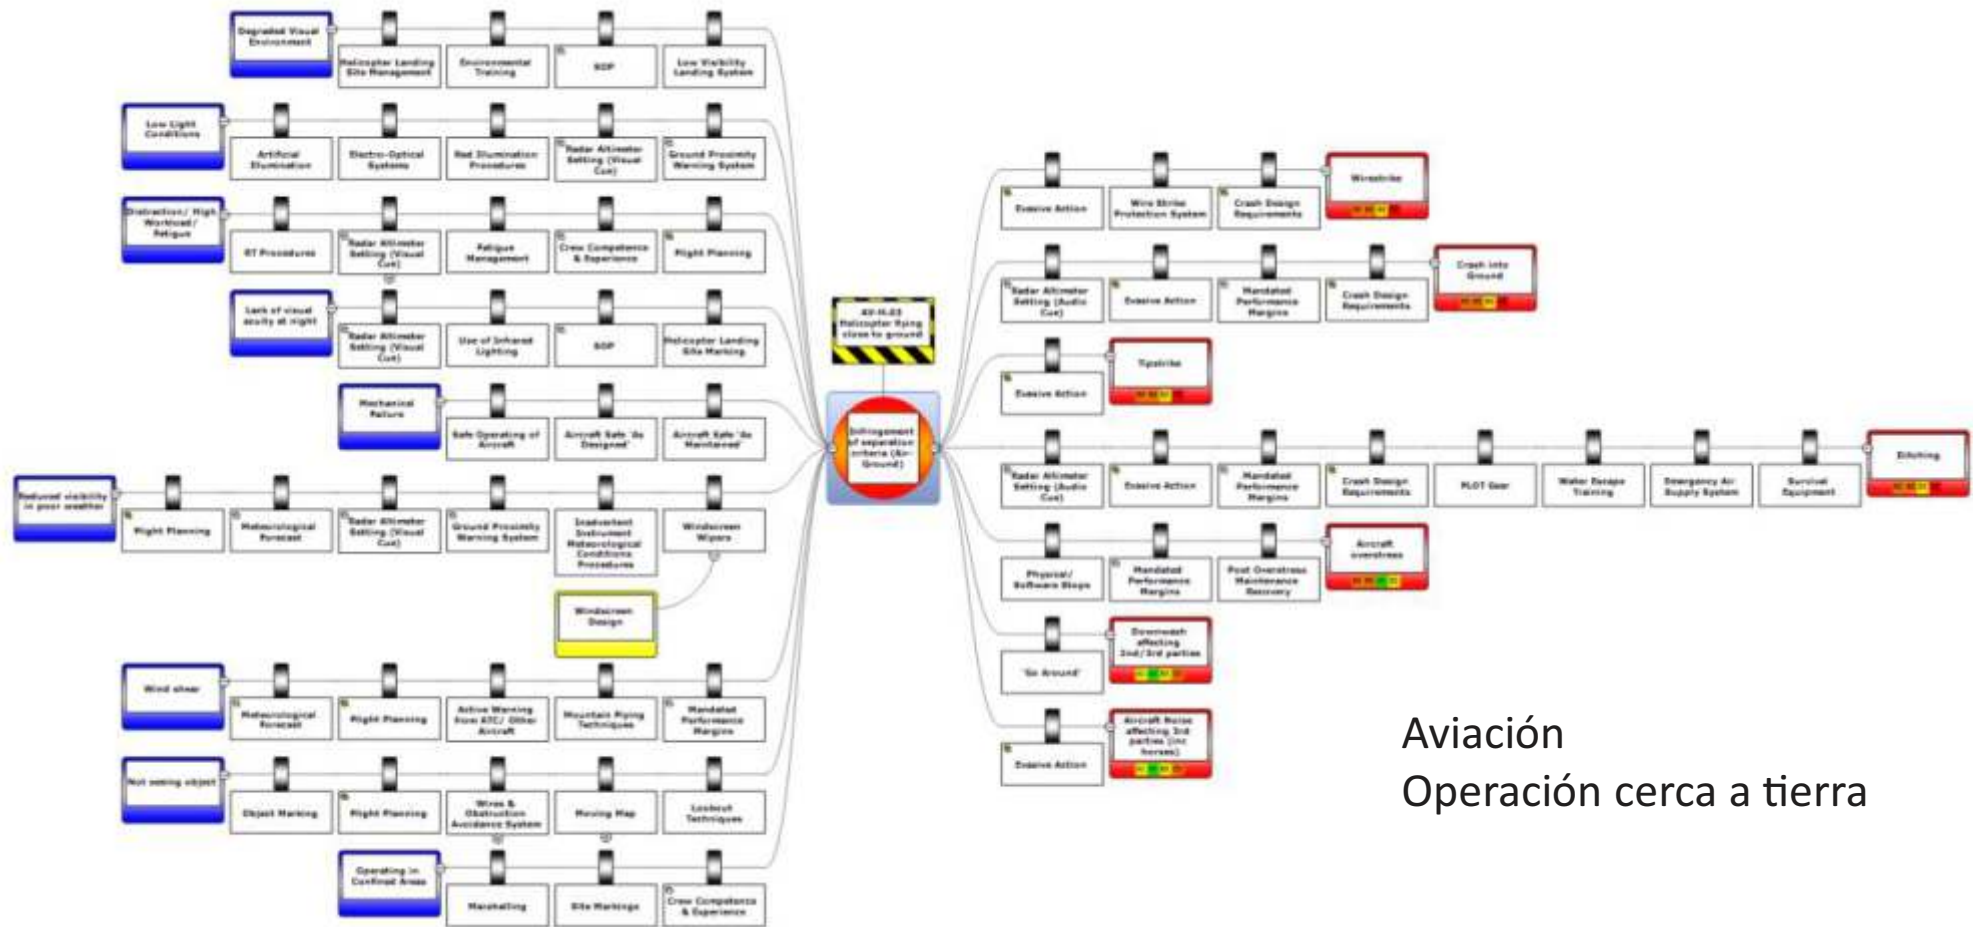 Degraded Visual
Environment
Helicopter Landing
Site Management
Environmental
Training
SOP
Low Visibility
Landing System
Low Light
Conditions
Artificial
Illumination
Electro-Optical
Systems
Red Illumination
Procedures
Radar Altimeter
Setting (Visual
Cue)
Ground Proximity
Warning System
Distraction/ High
Workload/
Fatigue
RT Procedures
Radar Altimeter
Setting (Visual
Cue)
Fatigue
Management
Crew Competence
& Experience
Flight Planning
Lack of visual
acuity at night
Radar Altimeter
Setting (Visual
Cue)
Use of Infrared
Lighting
SOP
Helicopter Landing
Site Marking
Mechanical
Failure
Safe Operating of
Aircraft
Aircraft Safe 'As
Designed'
Aircraft Safe 'As
Maintained'
Reduced visibility
in poor weather
Flight Planning
Meteorological
Forecast
Radar Altimeter
Setting (Visual
Cue)
Ground Proximity
Warning System
Inadvertent
Instrument
Meteorological
Conditions
Procedures
Windscreen
Wipers
Windscreen
Design
Wind shear
Meteorological
Forecast
Flight Planning
Active Warning
from ATC/ Other
Aircraft
Mountain Flying
Techniques
Mandated
Performance
Margins
Not seeing object
Object Marking
Flight Planning
Wires &
Obstruction
Avoidance System
Moving Map
Lookout
Techniques
Operating in
Confined Areas
Marshalling
Site Markings
Crew Competence
& Experience
Helicopter flying
close to ground
Infringement
of separation
criteria (Air-
Ground)
Evasive Action
Wire Strike
Protection System
Crash Design
Requirements
Wirestrike
Radar Altimeter
Setting (Audio
Cue)
Evasive Action
Mandated
Performance
Margins
Crash Design
Requirements
Crash into
Ground
Evasive Action
Tipstrike
Radar Altimeter
Setting (Audio
Cue)
Evasive Action
Mandated
Performance
Margins
Crash Design
Requirements
FLOT Gear
Water Escape
Training
Emergency Air
Supply System
Survival
Equipment
Ditching
Physical/
Software Stops
Mandated
Performance
Margins
Post Overstress
Maintenance
Recovery
Aircraft
overstress
'Go Around'
Downwash
affecting
2nd/3rd parties
Evasive Action
Aircraft Noise
affecting 3rd
parties (inc
horses)
Aviación
Operación cerca a tierra